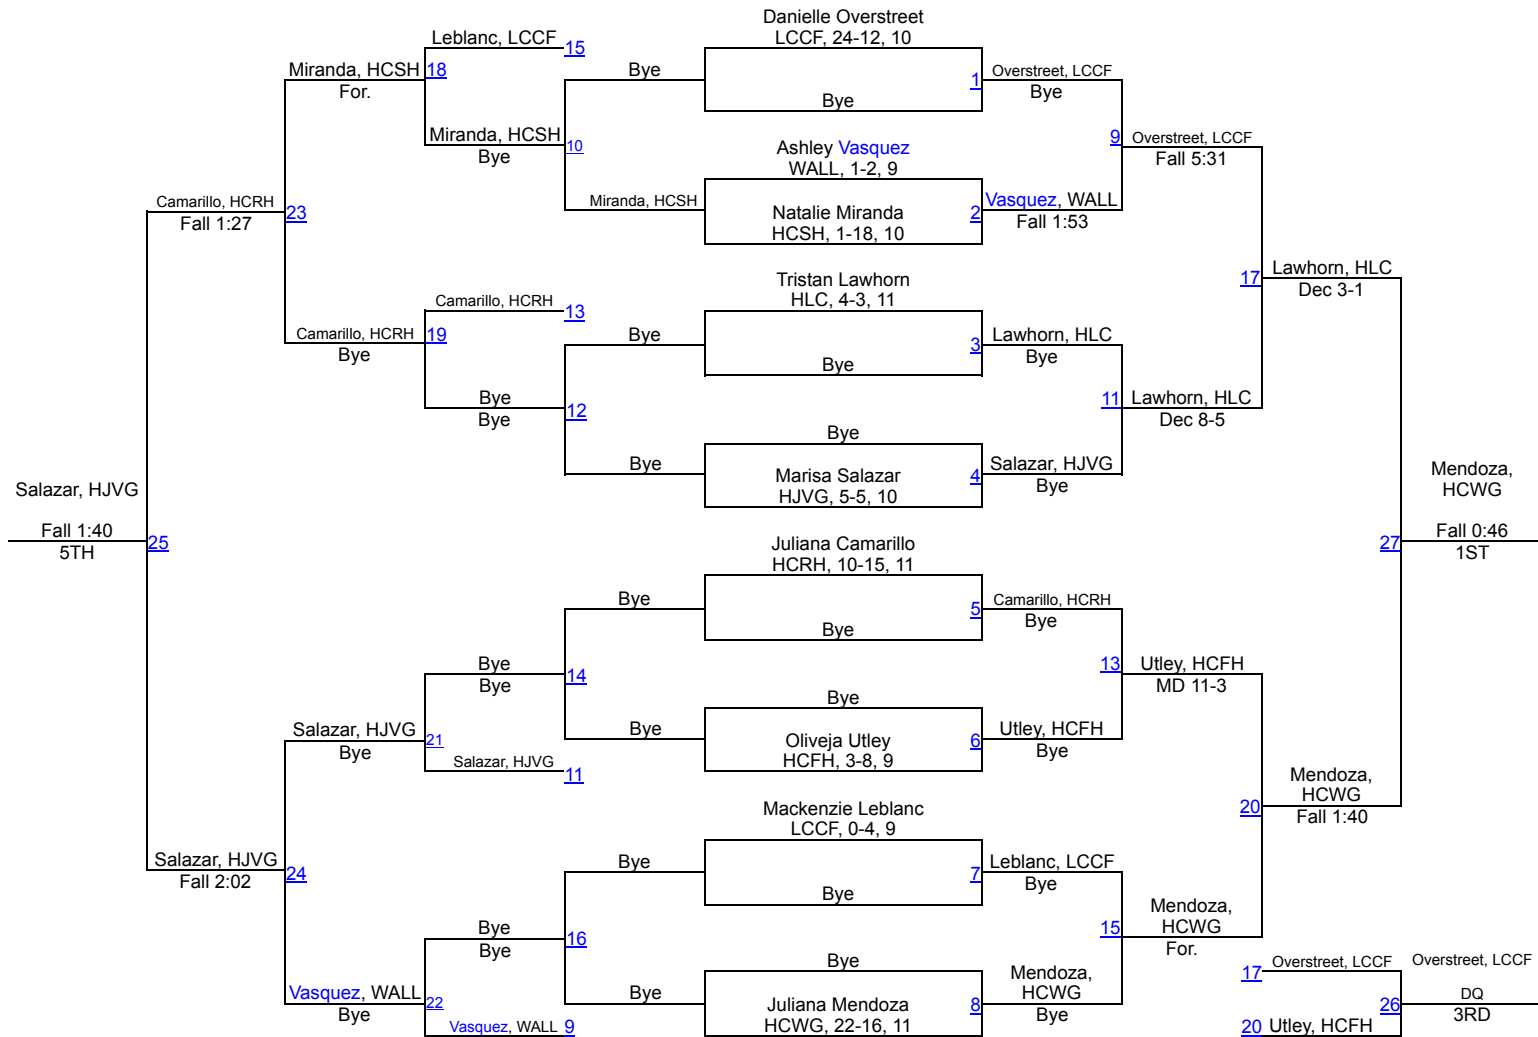 Danielle Overstreet
LCCF, 24-12, 10
Leblanc, LCCF 15
Miranda, HCSH 18
For.
Bye
1 Overstreet, LCCF
Bye
Bye
Miranda, HCSH 10
Bye
Ashley Vasquez
WALL, 1-2, 9
9 Overstreet, LCCF
Fall 5:31
Miranda, HCSH
Natalie Miranda
HCSH, 1-18, 10
2 Vasquez, WALL
Fall 1:53
Camarillo, HCRH 23
Fall 1:27
Tristan Lawhorn
HLC, 4-3, 11
17 Lawhorn, HLC
Dec 3-1
Camarillo, HCRH 13
Camarillo, HCRH 19
Bye
Bye
3 Lawhorn, HLC
Bye
Bye
Bye 12
Bye
11 Lawhorn, HLC
Dec 8-5
Bye
Bye
Marisa Salazar
HJVG, 5-5, 10
4 Salazar, HJVG
Bye
Salazar, HJVG
Fall 1:40 25
5TH
Mendoza,
HCWG
27 Fall 0:46
1ST
Juliana Camarillo
HCRH, 10-15, 11
Bye
5 Camarillo, HCRH
Bye
Bye
Bye 14
Bye
13 Utley, HCFH
MD 11-3
Bye
Salazar, HJVG 21
Bye
Bye
Oliveja Utley
HCFH, 3-8, 9
6 Utley, HCFH
Bye
Salazar, HJVG 11
Mackenzie Leblanc
LCCF, 0-4, 9
Mendoza,
20 HCWG
Fall 1:40
Salazar, HJVG 24
Fall 2:02
Bye
7 Leblanc, LCCF
Bye
Bye
Bye 16
Bye
Mendoza,
15 HCWG
For.
Bye
Vasquez, WALL 22
Bye
Bye
Juliana Mendoza
HCWG, 22-16, 11
Mendoza,
8 HCWG
Bye
Vasquez, WALL 9
17 Overstreet, LCCF
Overstreet, LCCF
26 DQ
3RD
20 Utley, HCFH